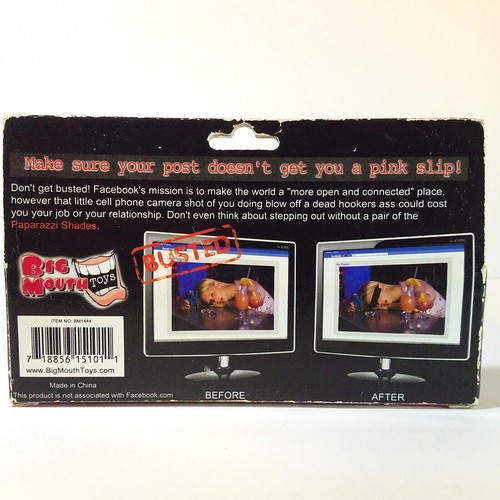 Make sure your post doesn't get you a pink slip!
Don't get busted! Facebook's mission is to make the world a "more open and connected" place,
however that little cell phone camera shot of you doing blow off a dead hookers ass could cost
you your job or your relationship. Don't even think about stepping out without a pair of the
Paparazzi Shades.
BUSTED
BIG
MOUTH
TOYS
ITEM NO: BM1444
7 18856 15101 1
www.BigMouthToys.com
Made in China
This product is not associated with Facebook.com
BEFORE
AFTER